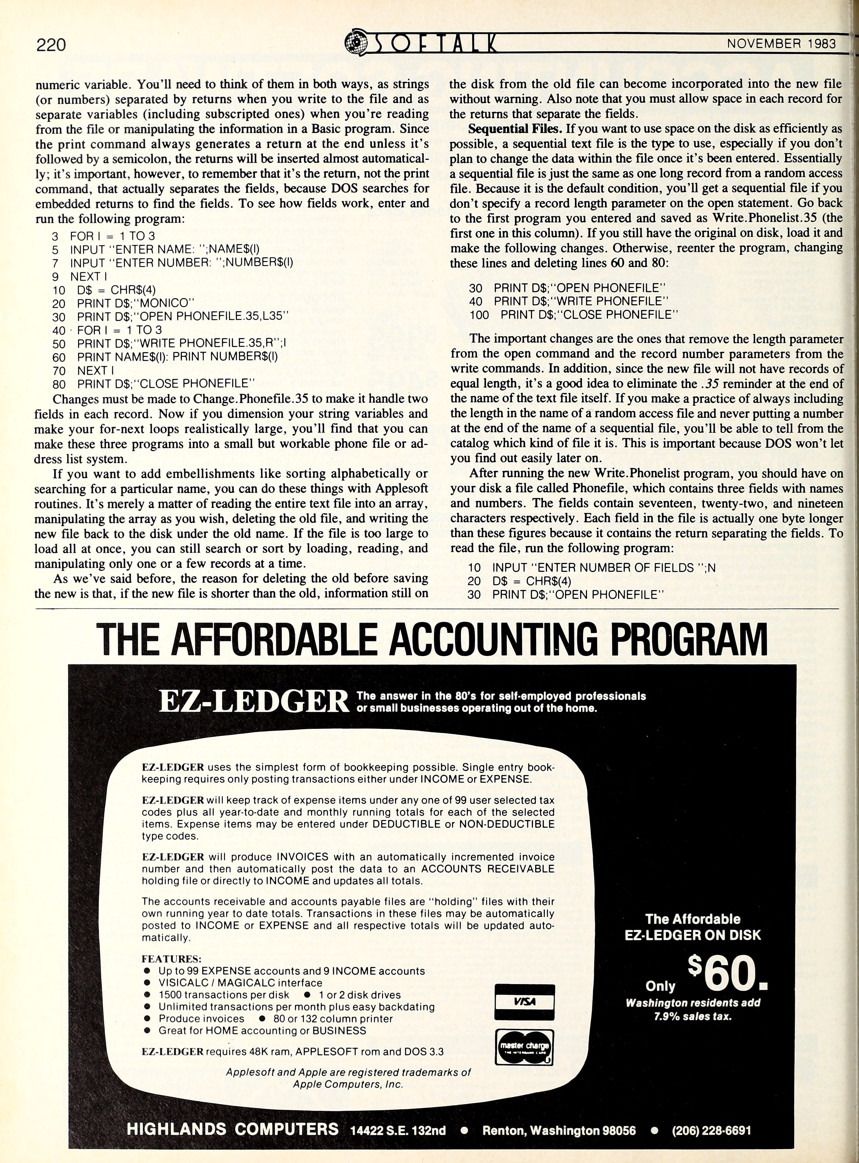 220
SOFTALK
NOVEMBER 1983
numeric variable. You'll need to think of them in both ways, as strings
(or numbers) separated by returns when you write to the file and as
separate variables (including subscripted ones) when you're reading
from the file or manipulating the information in a Basic program. Since
the print command always generates a return at the end unless it's
followed by a semicolon, the returns will be inserted almost automatical-
ly; it's important, however, to remember that it's the return, not the print
command, that actually separates the fields, because DOS searches for
embedded returns to find the fields. To see how fields work, enter and
run the following program:
3 FOR I = 1 TO 3
5 INPUT "ENTER NAME: ";NAME$(I)
7 INPUT "ENTER NUMBER: ";NUMBER$(I)
9 NEXT I
10 D$ = CHR$(4)
20 PRINT D$;"MONICO"
30 PRINT D$;"OPEN PHONEFILE.35,L35"
40 FOR I = 1 TO 3
50 PRINT D$;"WRITE PHONEFILE.35,R";I
60 PRINT NAME$(I): PRINT NUMBER$(I)
70 NEXT I
80 PRINT D$;"CLOSE PHONEFILE"
Changes must be made to Change.Phonefile.35 to make it handle two
fields in each record. Now if you dimension your string variables and
make your for-next loops realistically large, you'll find that you can
make these three programs into a small but workable phone file or ad-
dress list system.
If you want to add embellishments like sorting alphabetically or
searching for a particular name, you can do these things with Applesoft
routines. It's merely a matter of reading the entire text file into an array,
manipulating the array as you wish, deleting the old file, and writing the
new file back to the disk under the old name. If the file is too large to
load all at once, you can still search or sort by loading, reading, and
manipulating only one or a few records at a time.
As we've said before, the reason for deleting the old before saving
the new is that, if the new file is shorter than the old, information still on
the disk from the old file can become incorporated into the new file
without warning. Also note that you must allow space in each record for
the returns that separate the fields.
Sequential Files. If you want to use space on the disk as efficiently as
possible, a sequential text file is the type to use, especially if you don't
plan to change the data within the file once it's been entered. Essentially
a sequential file is just the same as one long record from a random access
file. Because it is the default condition, you'll get a sequential file if you
don't specify a record length parameter on the open statement. Go back
to the first program you entered and saved as Write.Phonelist.35 (the
first one in this column). If you still have the original on disk, load it and
make the following changes. Otherwise, reenter the program, changing
these lines and deleting lines 60 and 80:
30 PRINT D$;"OPEN PHONEFILE"
40 PRINT D$;"WRITE PHONEFILE"
100 PRINT D$;"CLOSE PHONEFILE"
The important changes are the ones that remove the length parameter
from the open command and the record number parameters from the
write commands. In addition, since the new file will not have records of
equal length, it's a good idea to eliminate the .35 reminder at the end of
the name of the text file itself. If you make a practice of always including
the length in the name of a random access file and never putting a number
at the end of the name of a sequential file, you'll be able to tell from the
catalog which kind of file it is. This is important because DOS won't let
you find out easily later on.
After running the new Write.Phonelist program, you should have on
your disk a file called Phonefile, which contains three fields with names
and numbers. The fields contain seventeen, twenty-two, and nineteen
characters respectively. Each field in the file is actually one byte longer
than these figures because it contains the return separating the fields. To
read the file, run the following program:
10 INPUT "ENTER NUMBER OF FIELDS ";N
20 D$ = CHR$(4)
30 PRINT D$;"OPEN PHONEFILE"
THE AFFORDABLE ACCOUNTING PROGRAM
EZ-LEDGER The answer in the 80's for self-employed professionals
or small businesses operating out of the home.
EZ-LEDGER uses the simplest form of bookkeeping possible. Single entry book-
keeping requires only posting transactions either under INCOME or EXPENSE.
EZ-LEDGER will keep track of expense items under any one of 99 user selected tax
codes plus all year-to-date and monthly running totals for each of the selected
items. Expense items may be entered under DEDUCTIBLE or NON-DEDUCTIBLE
type codes.
EZ-LEDGER will produce INVOICES with an automatically incremented invoice
number and then automatically post the data to an ACCOUNTS RECEIVABLE
holding file or directly to INCOME and updates all totals.
The accounts receivable and accounts payable files are "holding" files with their
own running year to date totals. Transactions in these files may be automatically
posted to INCOME or EXPENSE and all respective totals will be updated auto-
matically.
FEATURES:
● Up to 99 EXPENSE accounts and 9 INCOME accounts
● VISICALC / MAGICALC interface
● 1500 transactions per disk ● 1 or 2 disk drives
● Unlimited transactions per month plus easy backdating
● Produce invoices ● 80 or 132 column printer
● Great for HOME accounting or BUSINESS
EZ-LEDGER requires 48K ram, APPLESOFT rom and DOS 3.3
Applesoft and Apple are registered trademarks of
Apple Computers, Inc.
VISA
master charge
THE INTERBANK CARD
The Affordable
EZ-LEDGER ON DISK
Only $60.
Washington residents add
7.9% sales tax.
HIGHLANDS COMPUTERS 14422 S.E. 132nd ● Renton, Washington 98056 ● (206) 228-6691